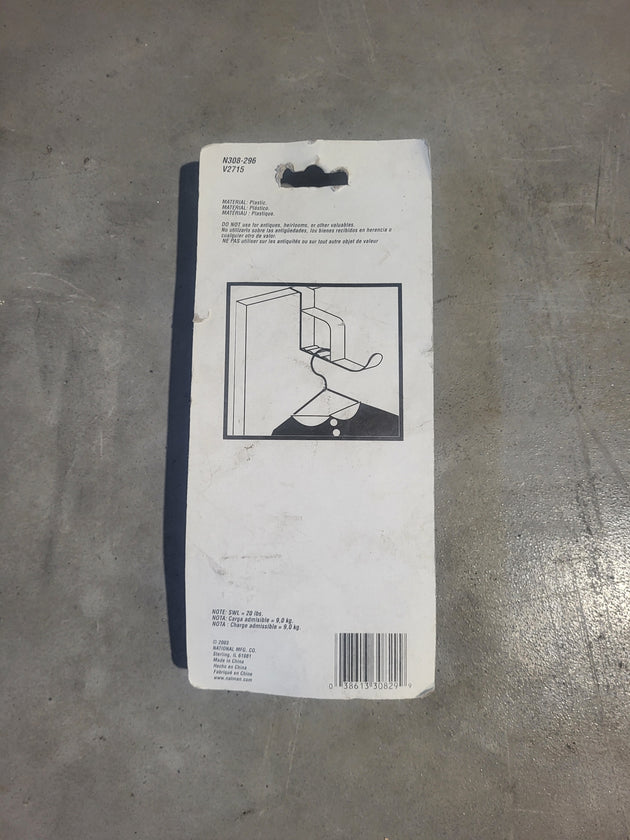 N308-296
V2715
MATERIAL: Plastic.
MATERIAL: Plástico.
MATÉRIAU : Plastique.
DO NOT use for antiques, heirlooms, or other valuables.
No utilizarlo sobre las antigüedades, los bienes recibidos en herencia o
cualquier otro de valor.
NE PAS utiliser sur les antiquités ou sur tout autre objet de valeur
NOTE: SWL = 20 lbs.
NOTA: Carga admisible = 9,0 kg.
NOTA : Charge admissible = 9,0 kg.
© 2003
NATIONAL MFG. CO.
Sterling, IL 61081
Made in China
Hecho en China
Fabriqué en Chine
www.natman.com
0 38613 30829 9